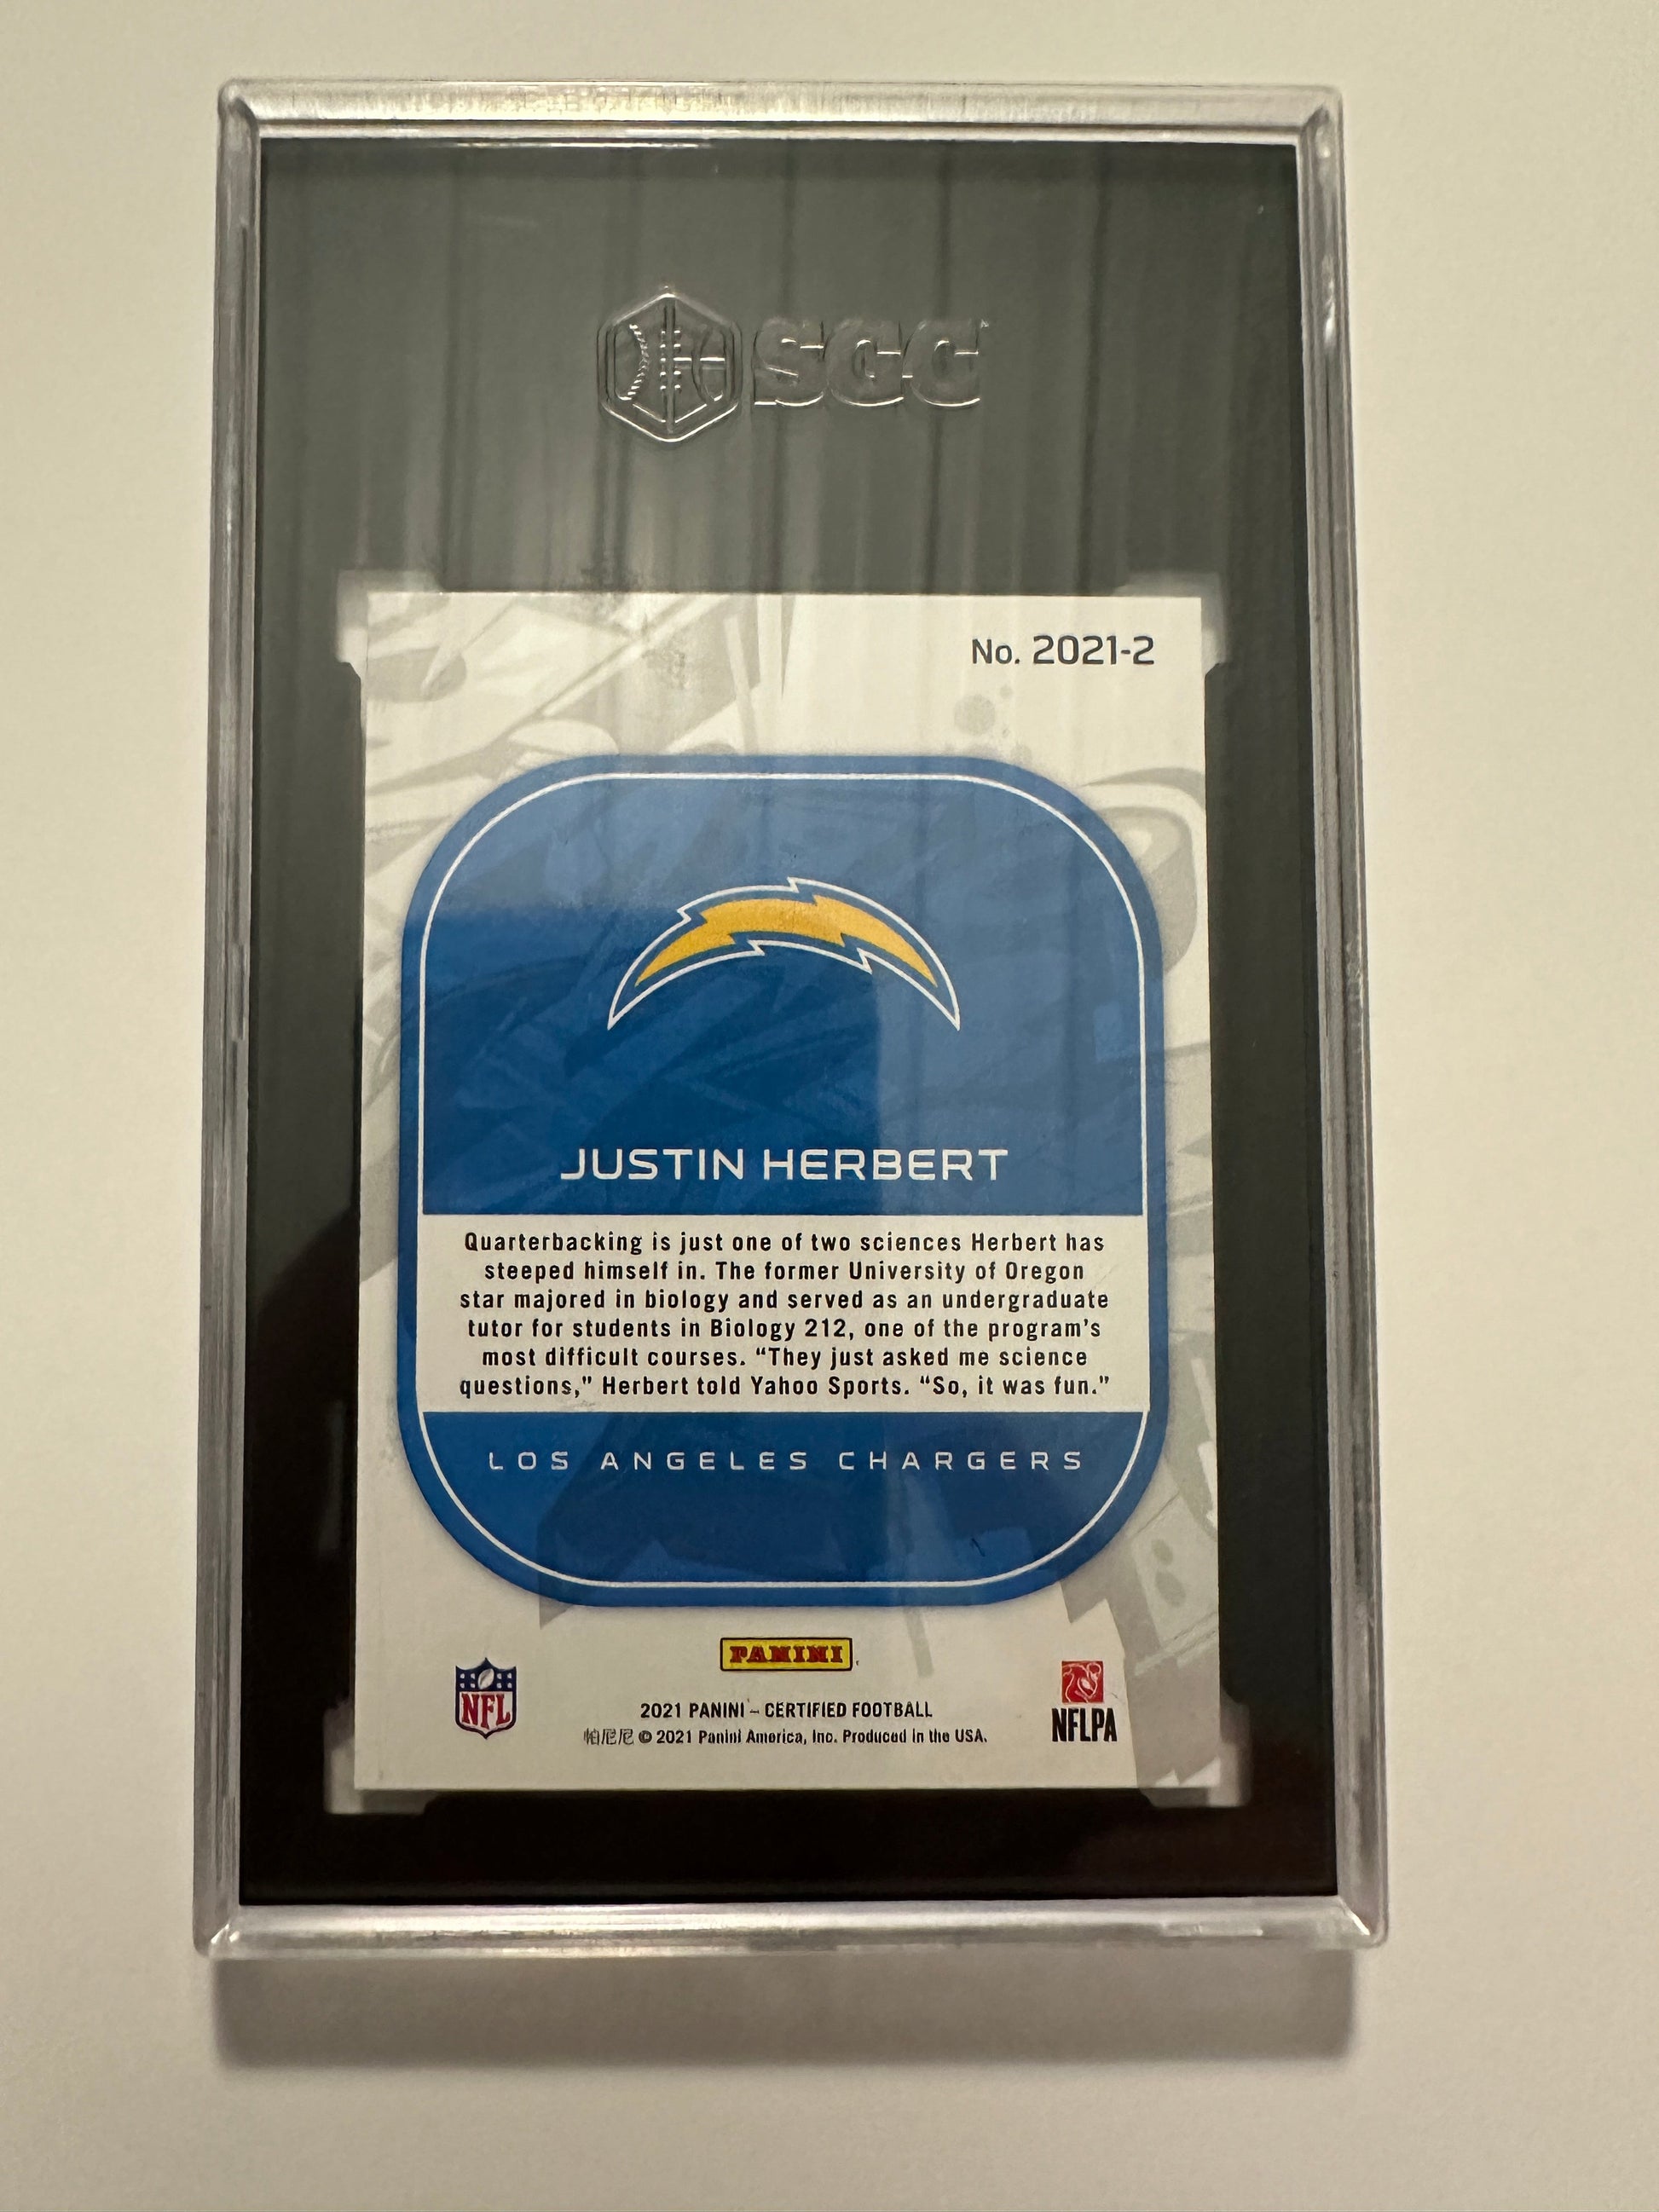 SGC
No. 2021-2
JUSTIN HERBERT
Quarterbacking is just one of two sciences Herbert has
steeped himself in. The former University of Oregon
star majored in biology and served as an undergraduate
tutor for students in Biology 212, one of the program's
most difficult courses. “They just asked me science
questions,” Herbert told Yahoo Sports. “So, it was fun.”
LOS ANGELES CHARGERS
PANINI
NFL
2021 PANINI – CERTIFIED FOOTBALL
帕尼尼 © 2021 Panini America, Inc. Produced in the USA.
NFLPA